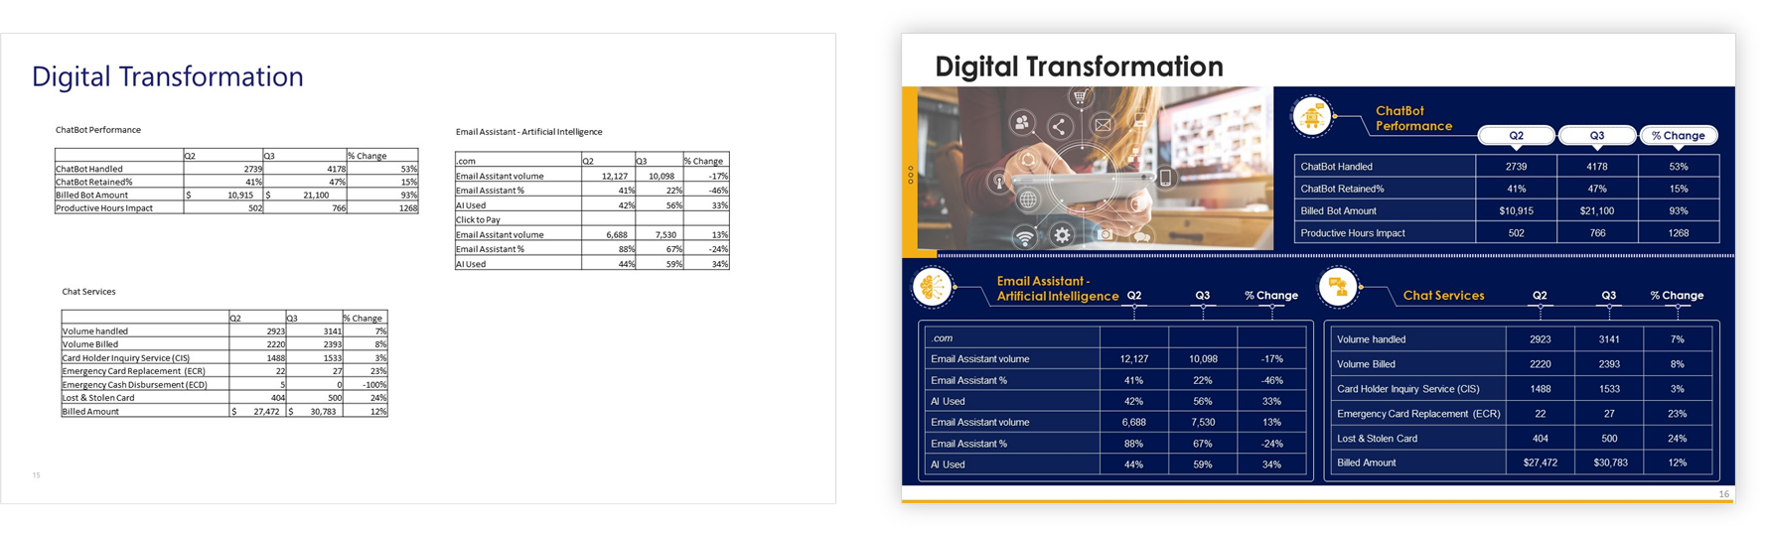 Digital Transformation
ChatBot Performance
Q2 Q3 % Change
ChatBot Handled 2739 4178 53%
ChatBot Retained% 41% 47% 15%
Billed Bot Amount $ 10,915 $ 21,100 93%
Productive Hours Impact 502 766 1268
Email Assistant - Artificial Intelligence
.com Q2 Q3 % Change
Email Assitant volume 12,127 10,098 -17%
Email Assistant % 41% 22% -46%
AI Used 42% 56% 33%
Click to Pay
Email Assitant volume 6,688 7,530 13%
Email Assistant % 88% 67% -24%
AI Used 44% 59% 34%
Chat Services
Q2 Q3 % Change
Volume handled 2923 3141 7%
Volume Billed 2220 2393 8%
Card Holder Inquiry Service (CIS) 1488 1533 3%
Emergency Card Replacement (ECR) 22 27 23%
Emergency Cash Disbursement (ECD) 5 0 -100%
Lost & Stolen Card 404 500 24%
Billed Amount $ 27,472 $ 30,783 12%
15
Digital Transformation
ChatBot
Performance
Q2 Q3 % Change
ChatBot Handled 2739 4178 53%
ChatBot Retained% 41% 47% 15%
Billed Bot Amount $10,915 $21,100 93%
Productive Hours Impact 502 766 1268
Email Assistant -
Artificial Intelligence Q2 Q3 % Change
.com
Email Assistant volume 12,127 10,098 -17%
Email Assistant % 41% 22% -46%
AI Used 42% 56% 33%
Email Assistant volume 6,688 7,530 13%
Email Assistant % 88% 67% -24%
AI Used 44% 59% 34%
Chat Services Q2 Q3 % Change
Volume handled 2923 3141 7%
Volume Billed 2220 2393 8%
Card Holder Inquiry Service (CIS) 1488 1533 3%
Emergency Card Replacement (ECR) 22 27 23%
Lost & Stolen Card 404 500 24%
Billed Amount $27,472 $30,783 12%
16